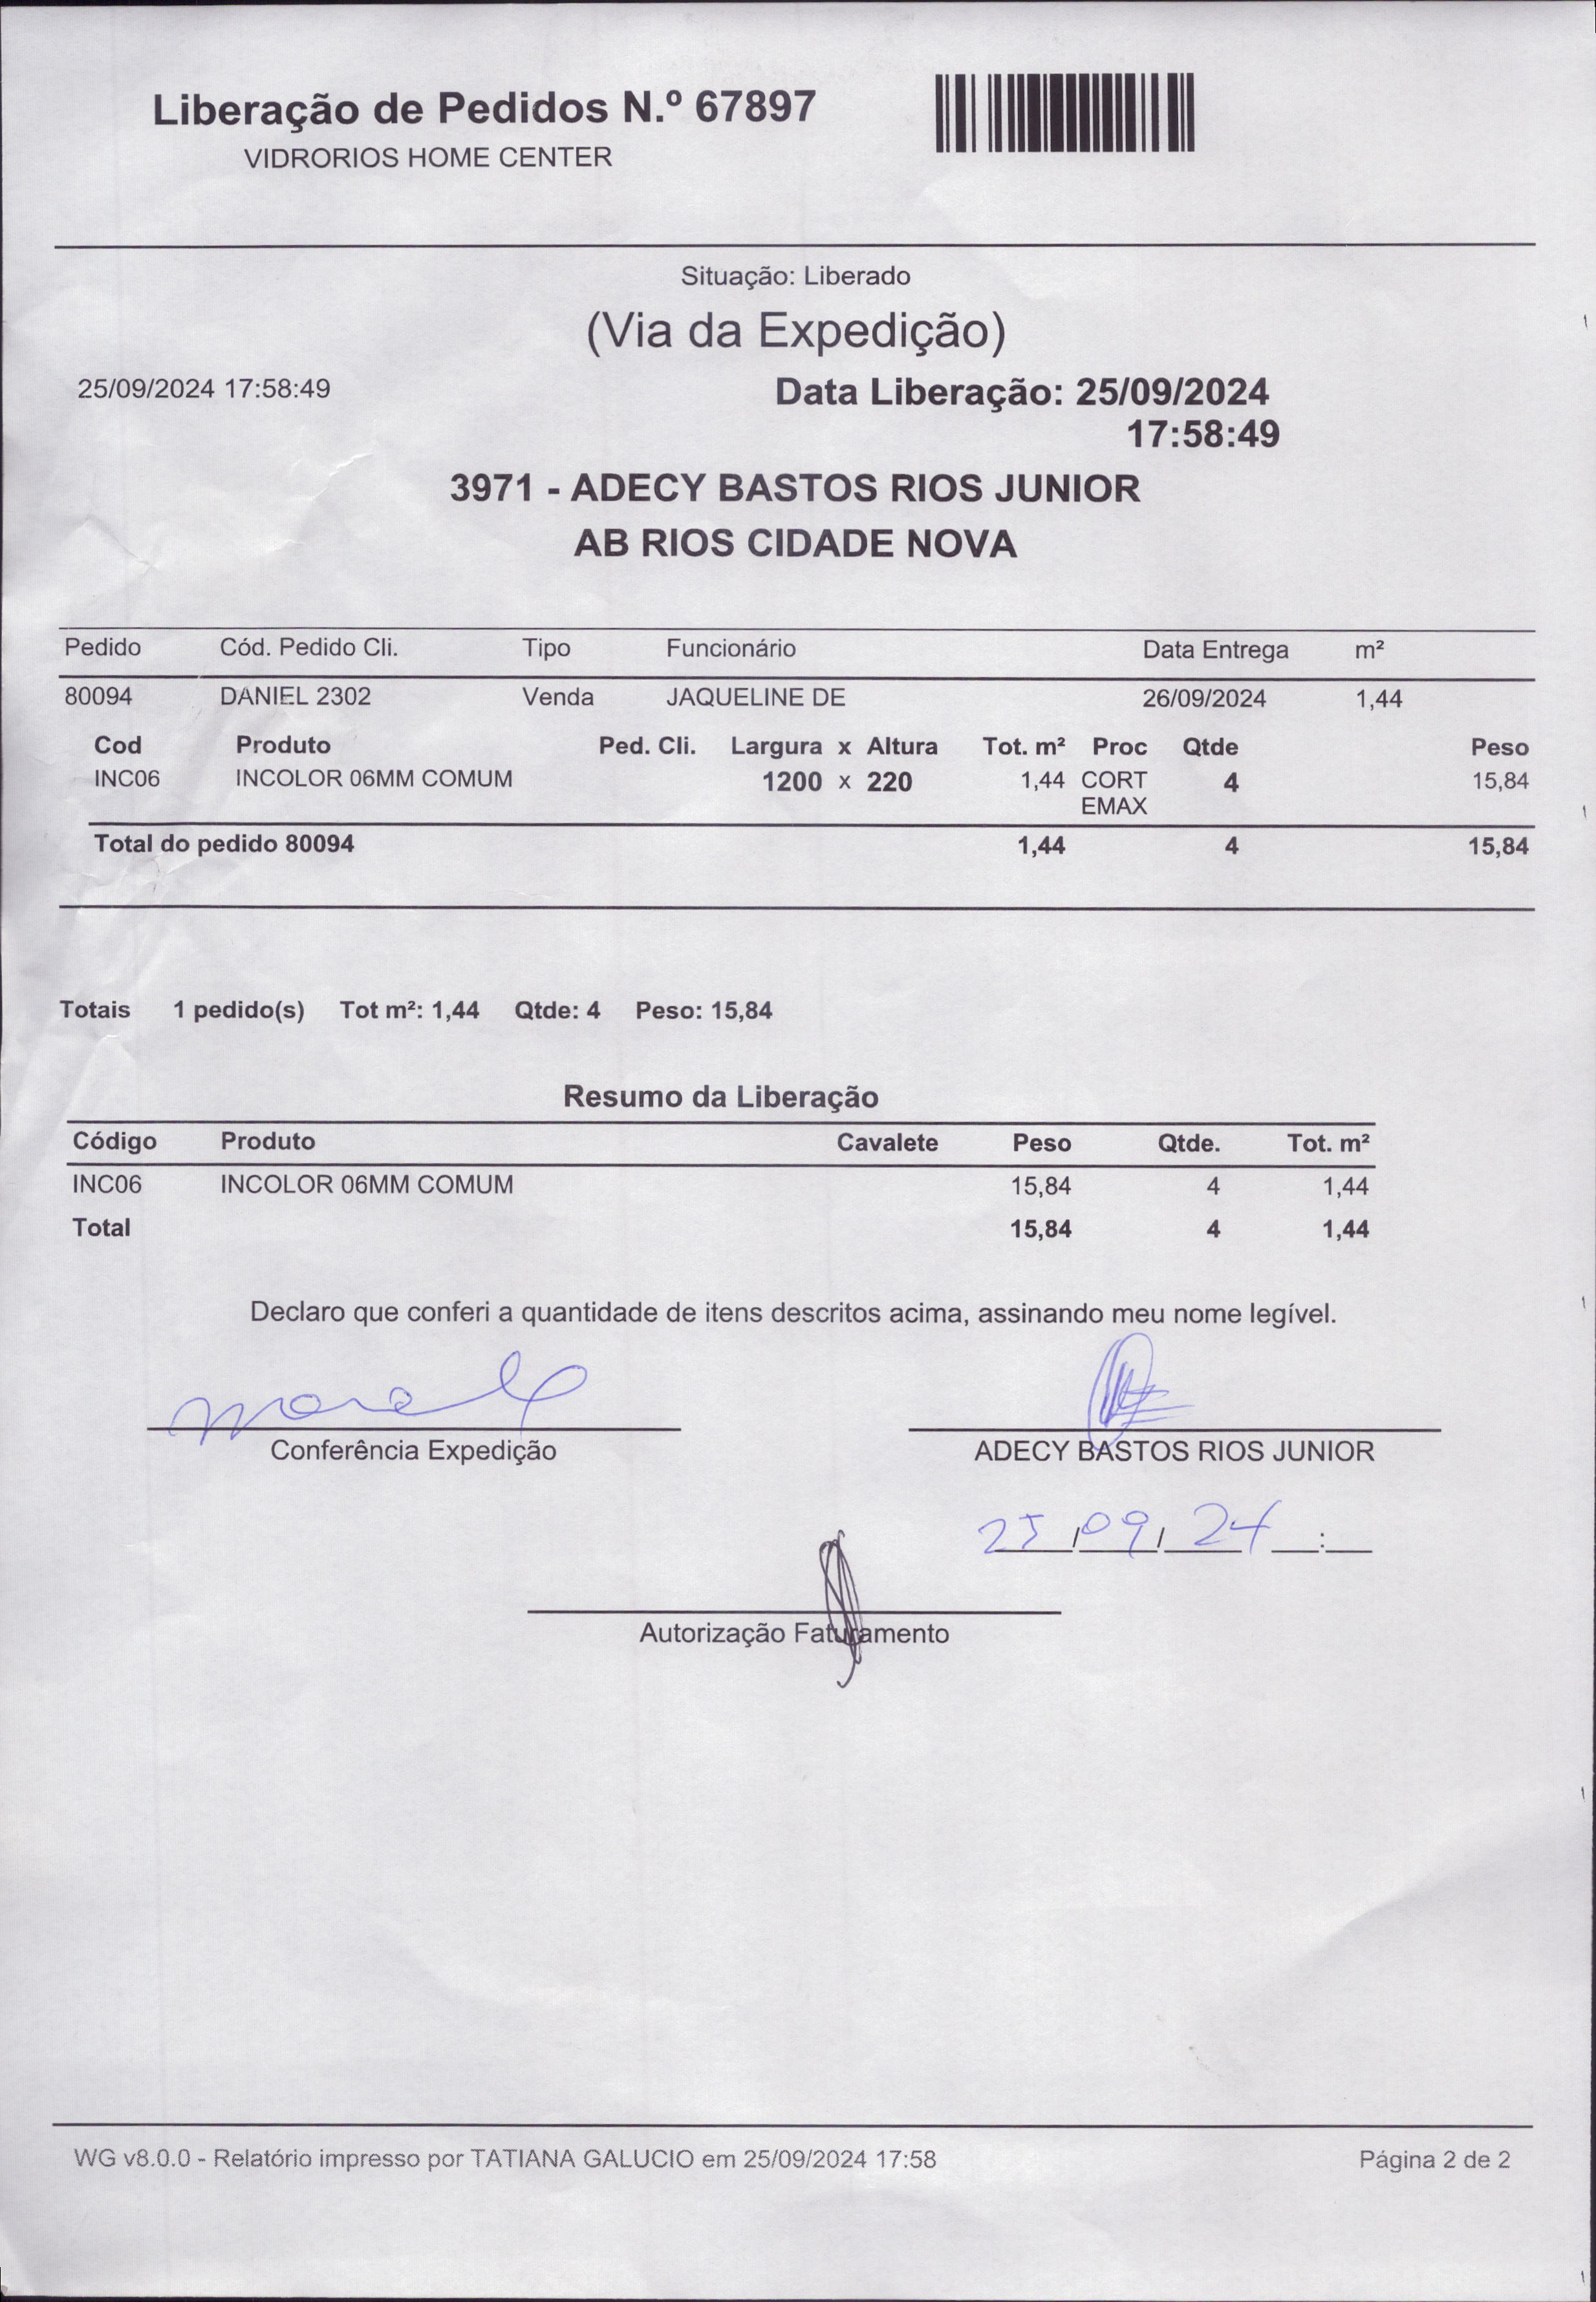 Liberação de Pedidos N.º 67897
VIDRORIOS HOME CENTER
Situação: Liberado
(Via da Expedição)
25/09/2024 17:58:49
Data Liberação: 25/09/2024
17:58:49
3971 - ADECY BASTOS RIOS JUNIOR
AB RIOS CIDADE NOVA
Pedido Cód. Pedido Cli. Tipo Funcionário Data Entrega m²
80094 DANIEL 2302 Venda JAQUELINE DE 26/09/2024 1,44
Cod Produto Ped. Cli. Largura x Altura Tot. m² Proc Qtde Peso
INC06 INCOLOR 06MM COMUM 1200 x 220 1,44 CORT 4 15,84
EMAX
Total do pedido 80094 1,44 4 15,84
Totais 1 pedido(s) Tot m²: 1,44 Qtde: 4 Peso: 15,84
Resumo da Liberação
Código Produto Cavalete Peso Qtde. Tot. m²
INC06 INCOLOR 06MM COMUM 15,84 4 1,44
Total 15,84 4 1,44
Declaro que conferi a quantidade de itens descritos acima, assinando meu nome legível.
Conferência Expedição
ADECY BASTOS RIOS JUNIOR
25/09/24 :
Autorização Faturamento
WG v8.0.0 - Relatório impresso por TATIANA GALUCIO em 25/09/2024 17:58
Página 2 de 2